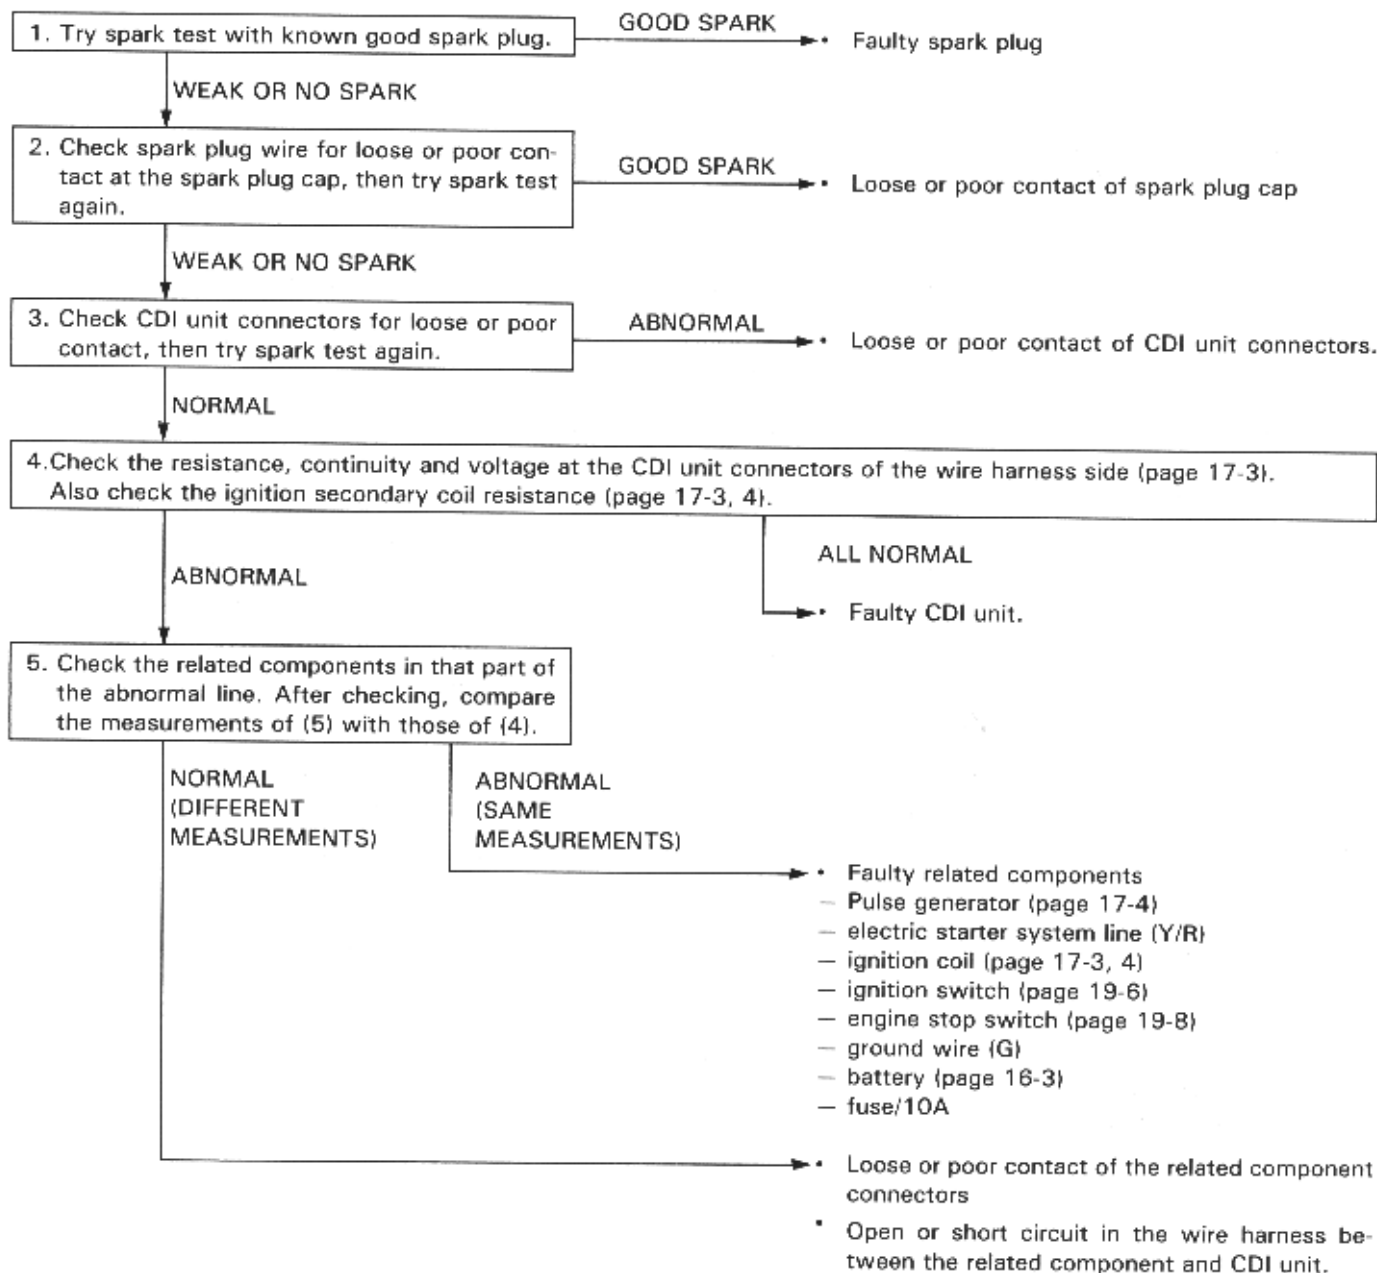 1. Try spark test with known good spark plug.
GOOD SPARK
• Faulty spark plug
WEAK OR NO SPARK
2. Check spark plug wire for loose or poor con-
tact at the spark plug cap, then try spark test
again.
GOOD SPARK
• Loose or poor contact of spark plug cap
WEAK OR NO SPARK
3. Check CDI unit connectors for loose or poor
contact, then try spark test again.
ABNORMAL
• Loose or poor contact of CDI unit connectors.
NORMAL
4.Check the resistance, continuity and voltage at the CDI unit connectors of the wire harness side (page 17-3).
Also check the ignition secondary coil resistance (page 17-3, 4).
ALL NORMAL
• Faulty CDI unit.
ABNORMAL
5. Check the related components in that part of
the abnormal line. After checking, compare
the measurements of (5) with those of (4).
NORMAL
(DIFFERENT
MEASUREMENTS)
ABNORMAL
(SAME
MEASUREMENTS)
• Faulty related components
— Pulse generator (page 17-4)
— electric starter system line (Y/R)
— ignition coil (page 17-3, 4)
— ignition switch (page 19-6)
— engine stop switch (page 19-8)
— ground wire (G)
— battery (page 16-3)
— fuse/10A
• Loose or poor contact of the related component
connectors
• Open or short circuit in the wire harness be-
tween the related component and CDI unit.